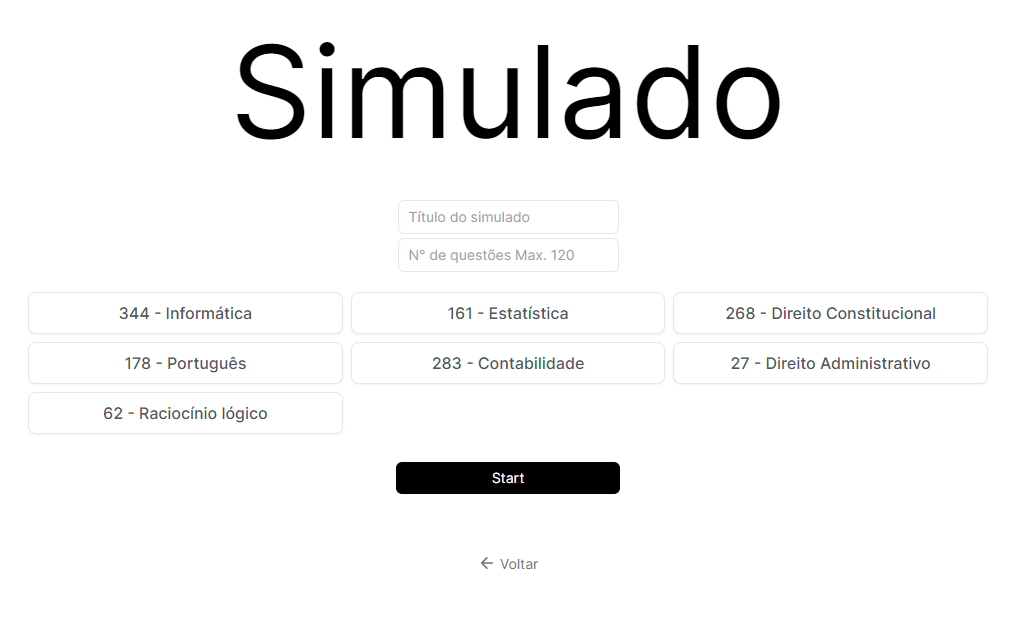 Simulado
Título do simulado
N° de questões Max. 120
344 - Informática
161 - Estatística
268 - Direito Constitucional
178 - Português
283 - Contabilidade
27 - Direito Administrativo
62 - Raciocínio lógico
Start
Voltar